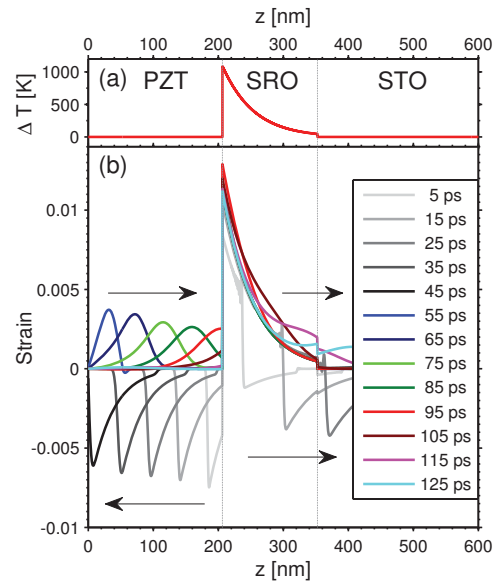 z [nm]
0 100 200 300 400 500 600
1000
500
0
Δ T [K]
(a) PZT SRO STO
(b)
0.01
0.005
0
-0.005
-0.01
Strain
5 ps
15 ps
25 ps
35 ps
45 ps
55 ps
65 ps
75 ps
85 ps
95 ps
105 ps
115 ps
125 ps
0 100 200 300 400 500 600
z [nm]